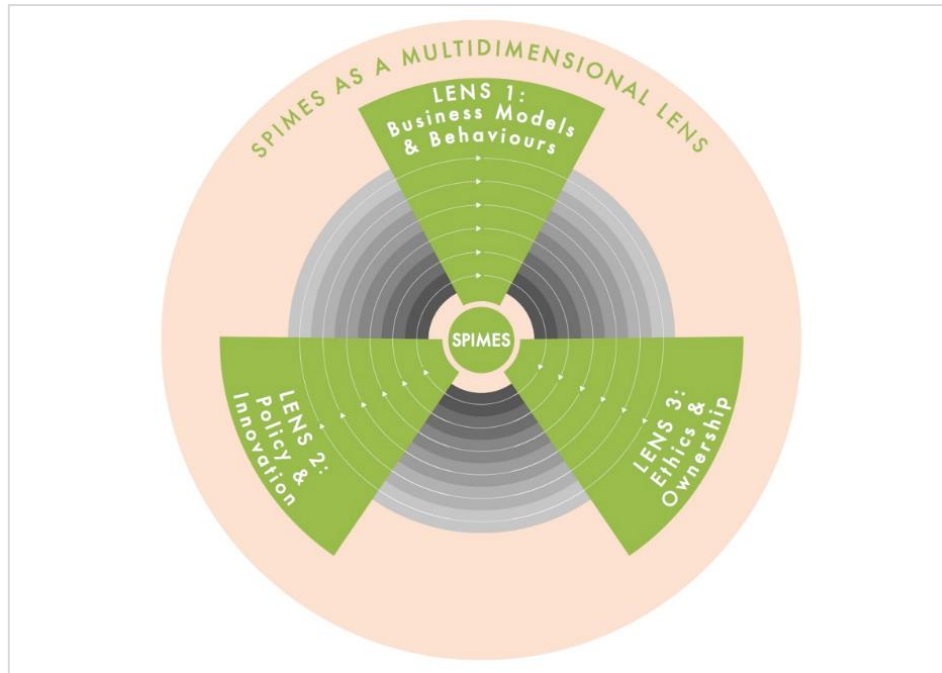 SPIMES AS A MULTIDIMENSIONAL LENS
LENS 1:
Business Models
& Behaviours
SPIMES
LENS 2:
Policy &
Innovation
LENS 3:
Ethics &
Ownership